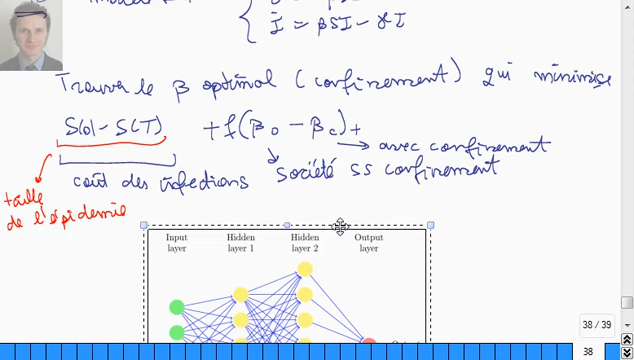 İ = βSI − γI
Trouver le β optimal (confinement) qui minimise
S(0) − S(T) + f(β₀ − β_c)₊
→ avec confinement
coût des infections
société ss confinement
taille
de l'épidemie
Input layer
Hidden layer 1
Hidden layer 2
Output layer
38 / 39
38